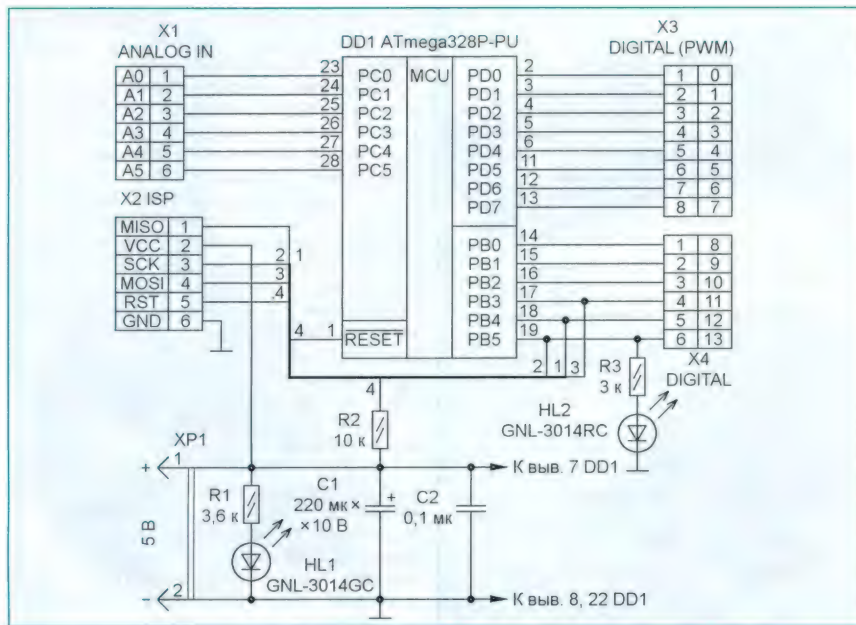 X1
ANALOG IN
A0 1
A1 2
A2 3
A3 4
A4 5
A5 6
X2 ISP
MISO 1
VCC 2
SCK 3
MOSI 4
RST 5
GND 6
2 1
3
4
DD1 ATmega328P-PU
23 PC0 MCU PD0 2
24 PC1 PD1 3
25 PC2 PD2 4
26 PC3 PD3 5
27 PC4 PD4 6
28 PC5 PD5 11
PD6 12
PD7 13
PB0 14
PB1 15
PB2 16
PB3 17
PB4 18
4 1 RESET PB5 19
X3
DIGITAL (PWM)
1 0
2 1
3 2
4 3
5 4
6 5
7 6
8 7
1 8
2 9
3 10
4 11
5 12
6 13
X4
DIGITAL
2 1 3
R3
3 к
HL2
GNL-3014RC
4
R2
10 к
XP1
+ 1
5 В
− 2
R1
3,6 к
HL1
GNL-3014GC
C1
220 мк ×
×10 В
+
C2
0,1 мк
К выв. 7 DD1
К выв. 8, 22 DD1